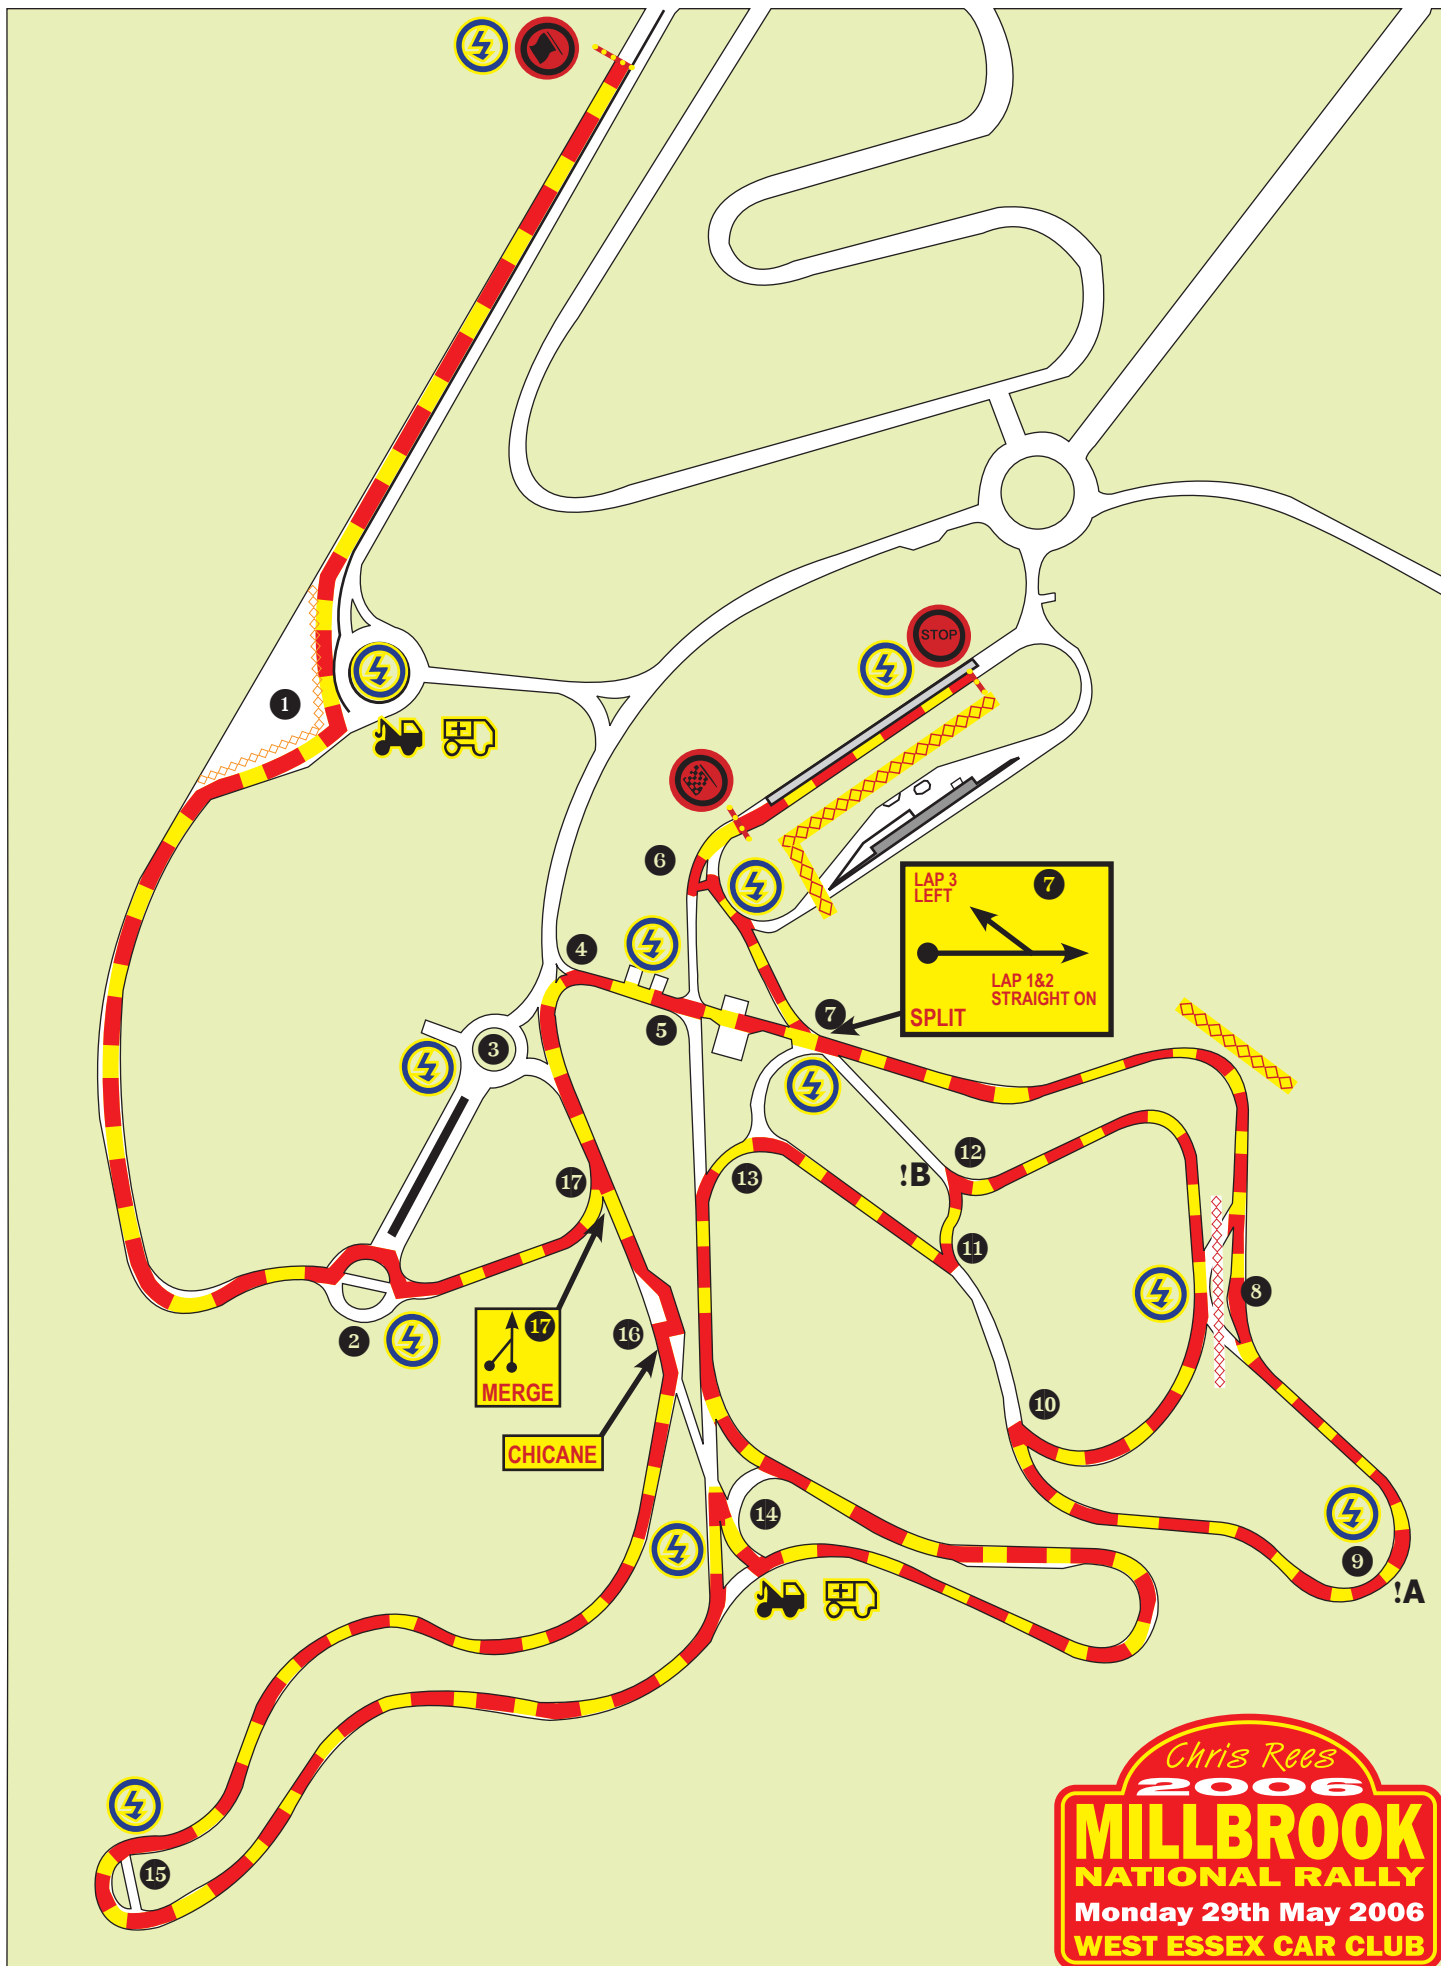 STOP
1
6
7
LAP 3
LEFT
LAP 1&2
STRAIGHT ON
SPLIT
4
5
7
3
12
!B
13
17
11
8
2
16
17
MERGE
10
CHICANE
14
9
!A
15
Chris Rees
2006
MILLBROOK
NATIONAL RALLY
Monday 29th May 2006
WEST ESSEX CAR CLUB